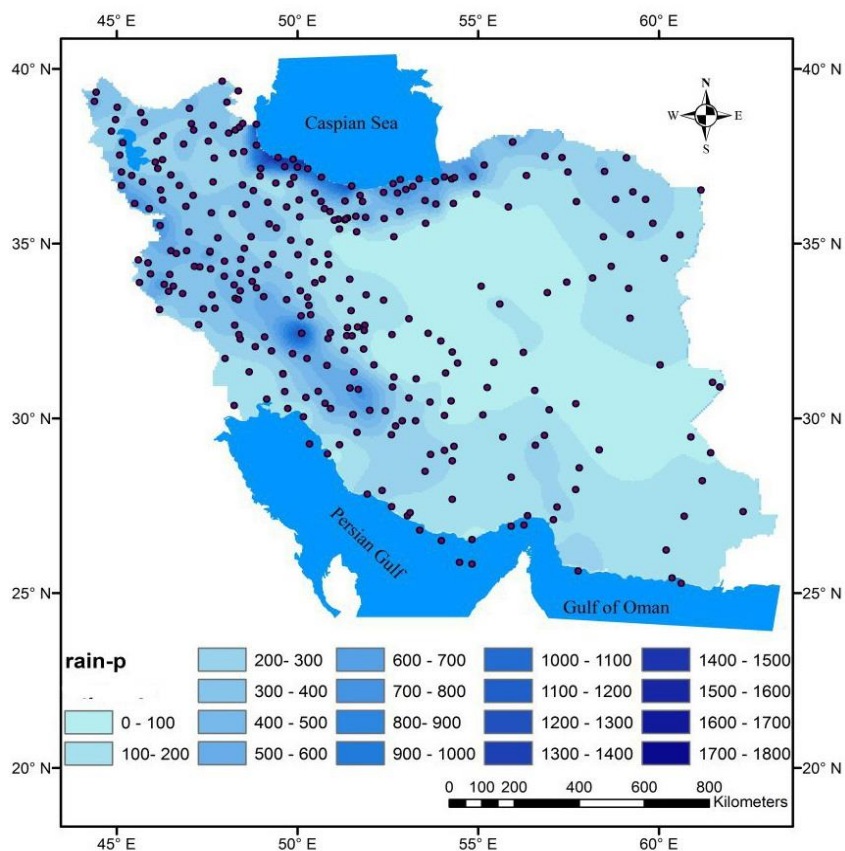 45° E 50° E 55° E 60° E
40° N 40° N
N
W E
S
Caspian Sea
35° N 35° N
30° N 30° N
Persian Gulf
25° N 25° N
Gulf of Oman
rain-p
0 - 100
100- 200
200- 300
300 - 400
400 - 500
500 - 600
600 - 700
700 - 800
800- 900
900 - 1000
1000 - 1100
1100 - 1200
1200 - 1300
1300 - 1400
1400 - 1500
1500 - 1600
1600 - 1700
1700 - 1800
20° N 20° N
0 100 200 400 600 800
Kilometers
45° E 50° E 55° E 60° E